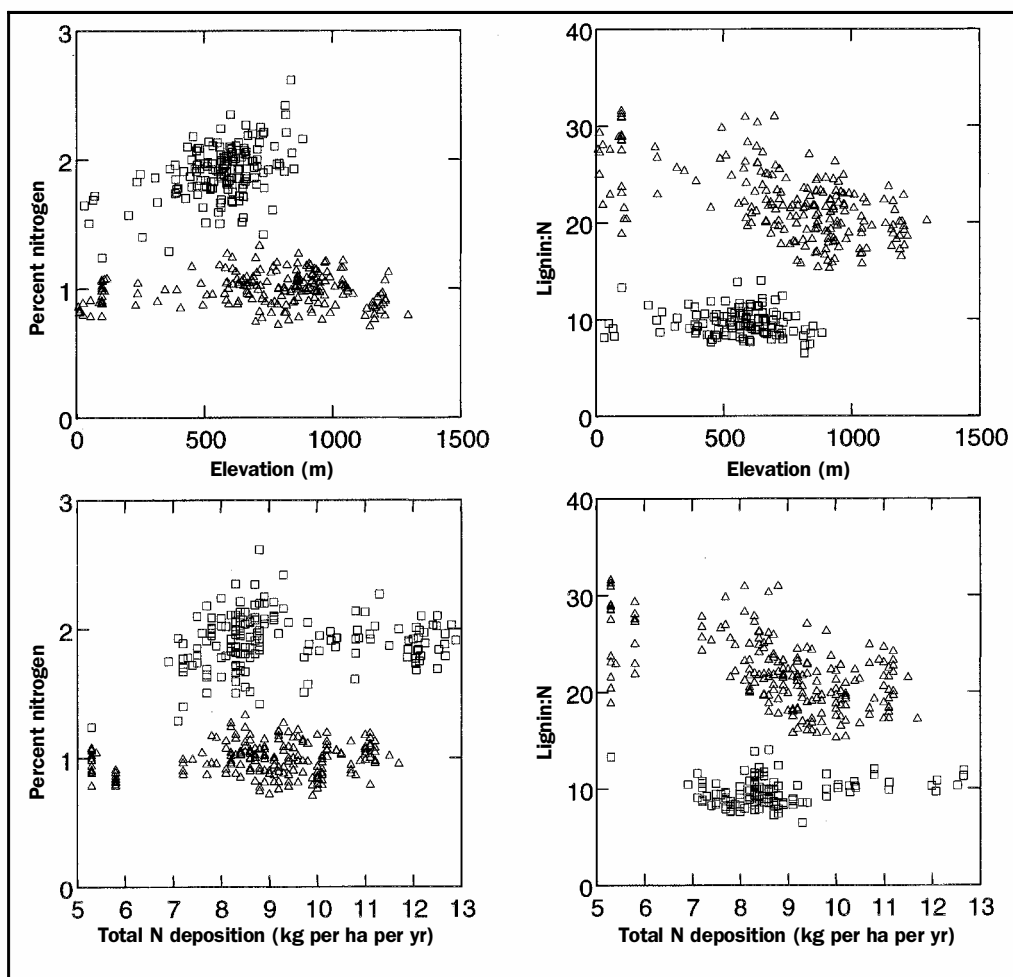 3
2
1
0
Percent nitrogen
0 500 1000 1500
Elevation (m)
40
30
20
10
0
Lignin:N
0 500 1000 1500
Elevation (m)
3
2
1
0
Percent nitrogen
5 6 7 8 9 10 11 12 13
Total N deposition (kg per ha per yr)
40
30
20
10
0
Lignin:N
5 6 7 8 9 10 11 12 13
Total N deposition (kg per ha per yr)